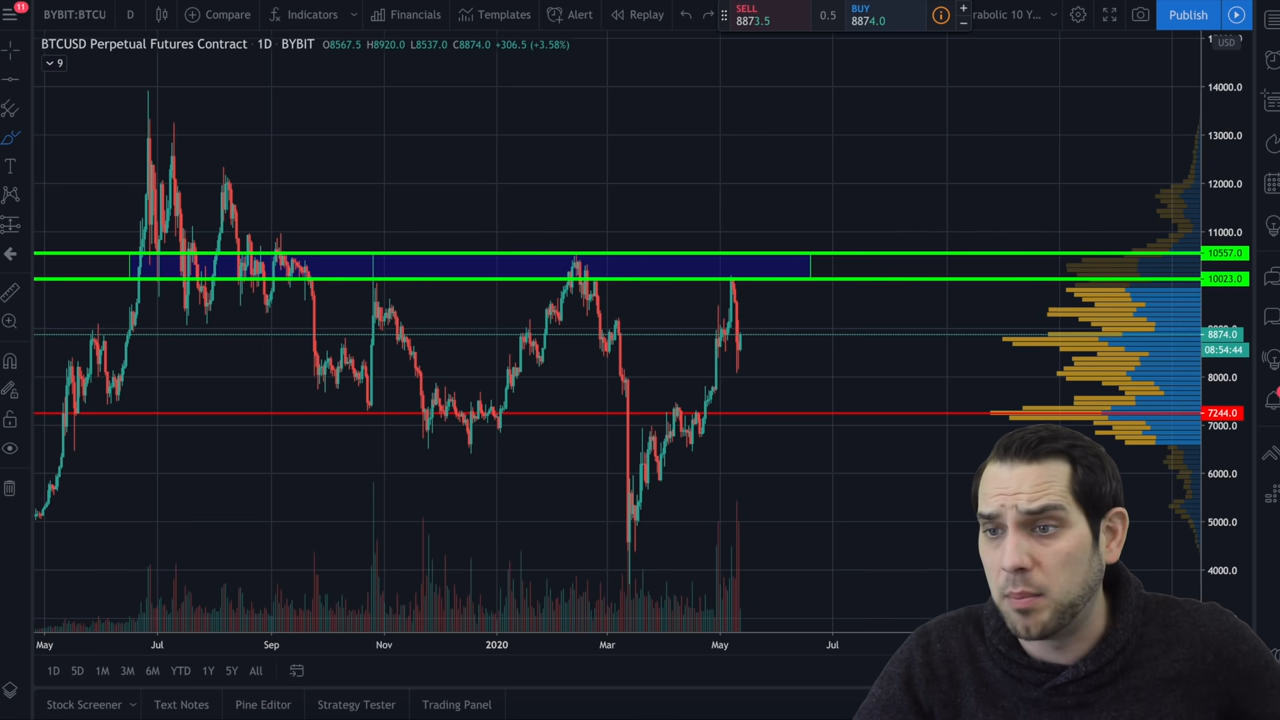 11
BYBIT:BTCU
D
Compare
Indicators
Financials
Templates
Alert
Replay
SELL
8873.5
0.5
BUY
8874.0
+
−
rabolic 10 Y...
Publish
BTCUSD Perpetual Futures Contract · 1D · BYBIT O8567.5 H8920.0 L8537.0 C8874.0 +306.5 (+3.58%)
9
USD
14000.0
13000.0
12000.0
11000.0
10557.0
10023.0
8874.0
08:54:44
8000.0
7244.0
7000.0
6000.0
5000.0
4000.0
May Jul Sep Nov 2020 Mar May Jul
1D 5D 1M 3M 6M YTD 1Y 5Y All
Stock Screener Text Notes Pine Editor Strategy Tester Trading Panel